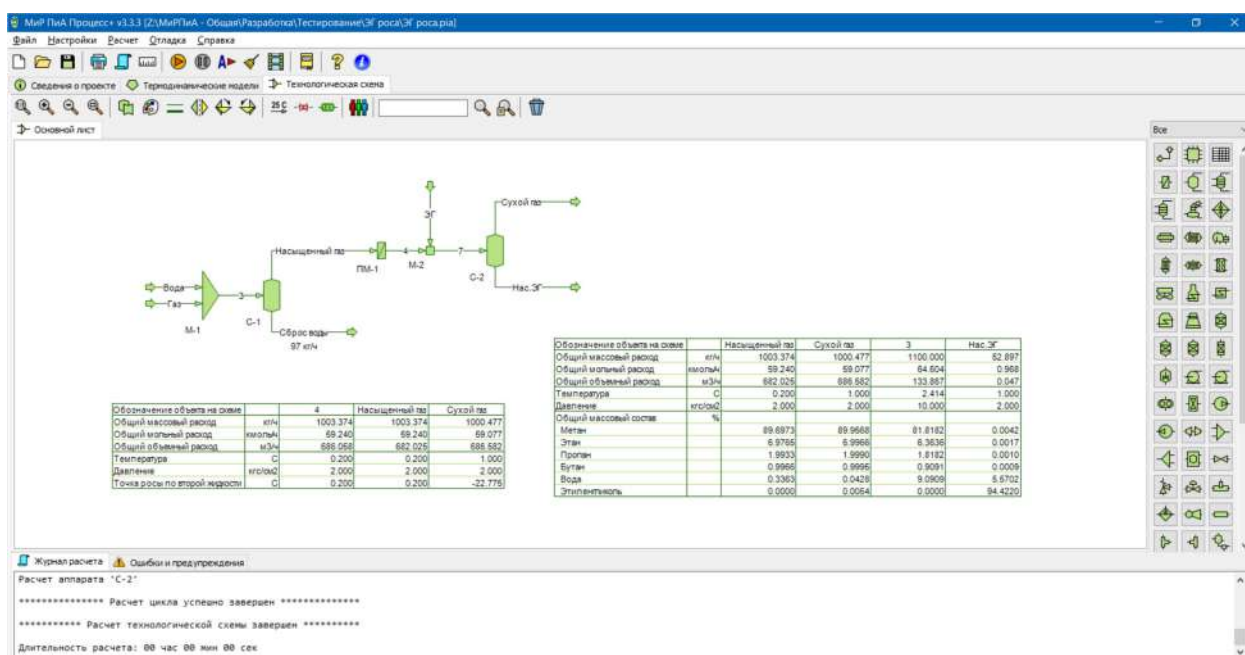 МиР ПиА Процесс+ v3.3.3 [Z:\МиРПиА - Общая\Разработка\Тестирование\ЭГ роса\ЭГ роса.pia]
Файл Настройки Расчет Отладка Справка
Сведения о проекте Термодинамические модели Технологическая схема
25 C
Основной лист
Все
ЭГ
Сухой газ
Насыщенный газ
4
7
ПМ-1
М-2
С-2
Нас.ЭГ
Вода
Газ
3
М-1
С-1
Сброс воды
97 кг/ч
Обозначение объекта на схеме Насыщенный газ Сухой газ 3 Нас.ЭГ
Общий массовый расход кг/ч 1003.374 1000.477 1100.000 52.897
Общий мольный расход кмоль/ч 59.240 59.077 64.604 0.968
Общий объемный расход м3/ч 682.025 686.582 133.867 0.047
Температура C 0.200 1.000 2.414 1.000
Давление кгс/см2 2.000 2.000 10.000 2.000
Общий массовый состав %
Метан 89.6973 89.9668 81.8182 0.0042
Этан 6.9765 6.9966 6.3636 0.0017
Пропан 1.9933 1.9990 1.8182 0.0010
Бутан 0.9966 0.9995 0.9091 0.0009
Вода 0.3363 0.0428 9.0909 5.5702
Этиленгликоль 0.0000 0.0054 0.0000 94.4220
Обозначение объекта на схеме 4 Насыщенный газ Сухой газ
Общий массовый расход кг/ч 1003.374 1003.374 1000.477
Общий мольный расход кмоль/ч 59.240 59.240 59.077
Общий объемный расход м3/ч 686.058 682.025 686.582
Температура C 0.200 0.200 1.000
Давление кгс/см2 2.000 2.000 2.000
Точка росы по второй жидкости C 0.200 0.200 -22.775
Журнал расчета Ошибки и предупреждения
Расчет аппарата "С-2"
*************** Расчет цикла успешно завершен **************
*********** Расчет технологической схемы завершен **********
Длительность расчета: 00 час 00 мин 00 сек